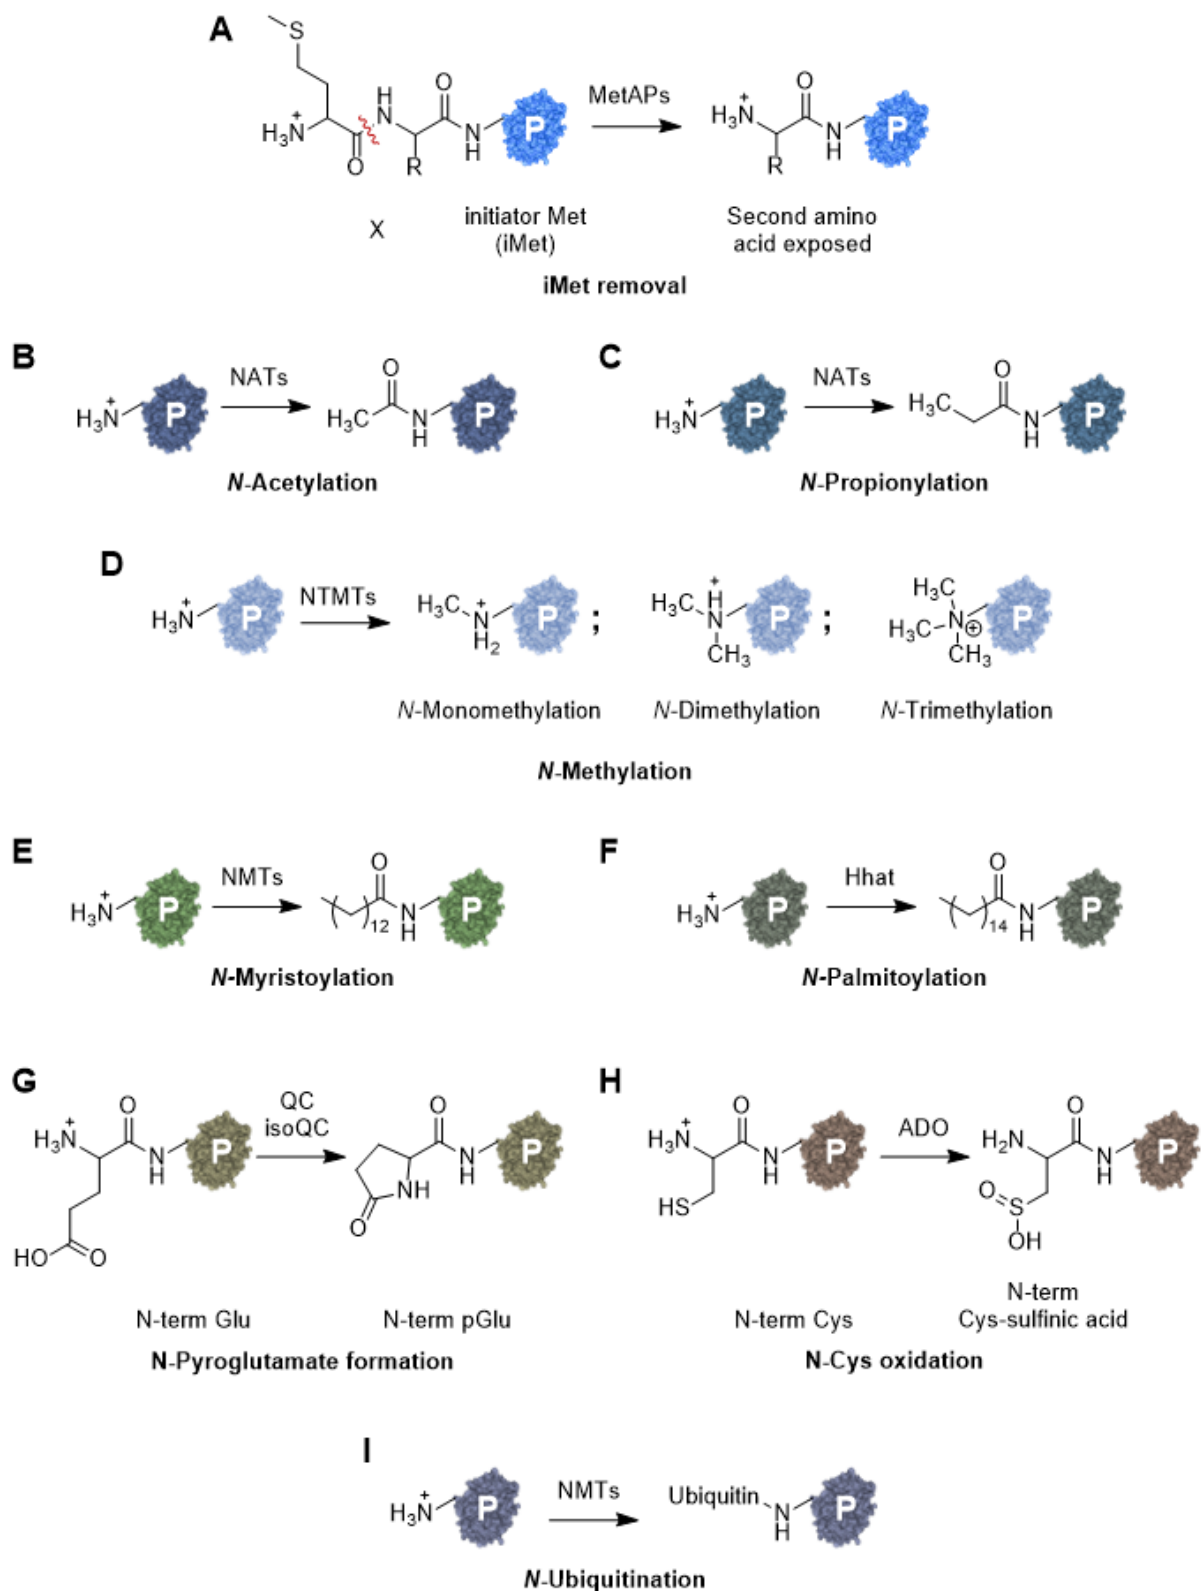 A
S
H3N+
O
H
N
R
O
N
H
P
MetAPs
H3N+
O
R
N
H
P
X
initiator Met
(iMet)
Second amino
acid exposed
iMet removal
B
H3N+
P
NATs
H3C
O
N
H
P
N-Acetylation
C
H3N+
P
NATs
H3C
O
N
H
P
N-Propionylation
D
H3N+
P
NTMTs
H3C
N+
H2
P
;
H3C
+
H
N
CH3
P
;
H3C
H3C
N
⊕
CH3
P
N-Monomethylation
N-Dimethylation
N-Trimethylation
N-Methylation
E
H3N+
P
NMTs
12
O
N
H
P
N-Myristoylation
F
H3N+
P
Hhat
14
O
N
H
P
N-Palmitoylation
G
H3N+
O
N
H
P
HO
O
QC
isoQC
O
N
H
P
NH
O
N-term Glu
N-term pGlu
N-Pyroglutamate formation
H
H3N+
O
N
H
P
HS
ADO
H2N
O
N
H
P
O
S
OH
N-term Cys
N-term
Cys-sulfinic acid
N-Cys oxidation
I
H3N+
P
NMTs
Ubiquitin
N
H
P
N-Ubiquitination